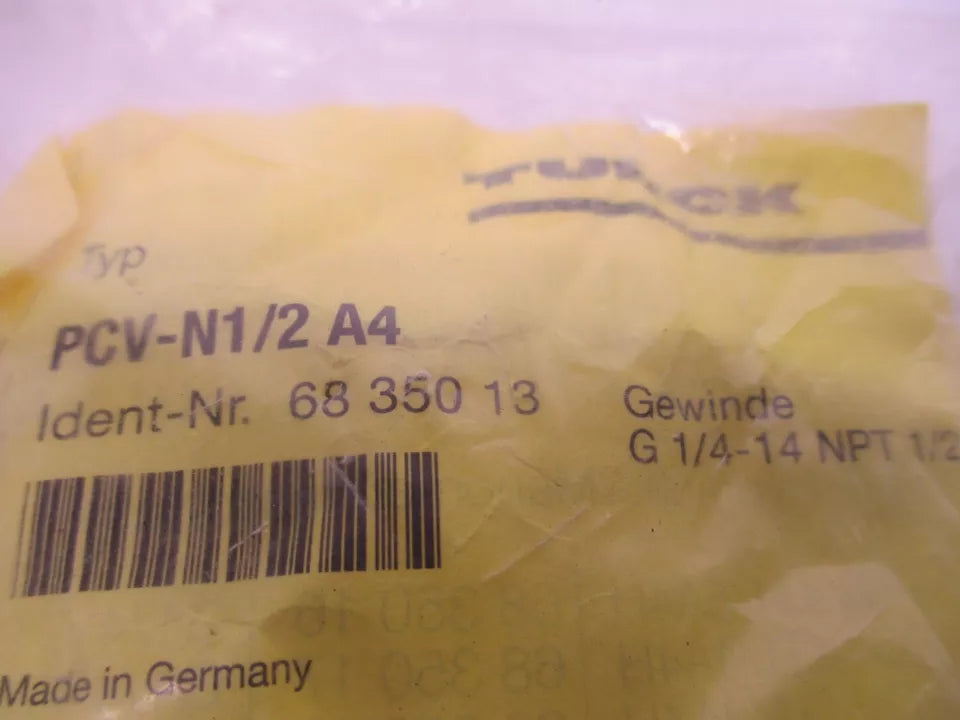 TURCK
Typ
PCV-N1/2 A4
Ident-Nr. 68 350 13
Gewinde
G 1/4-14 NPT 1/2
Made in Germany